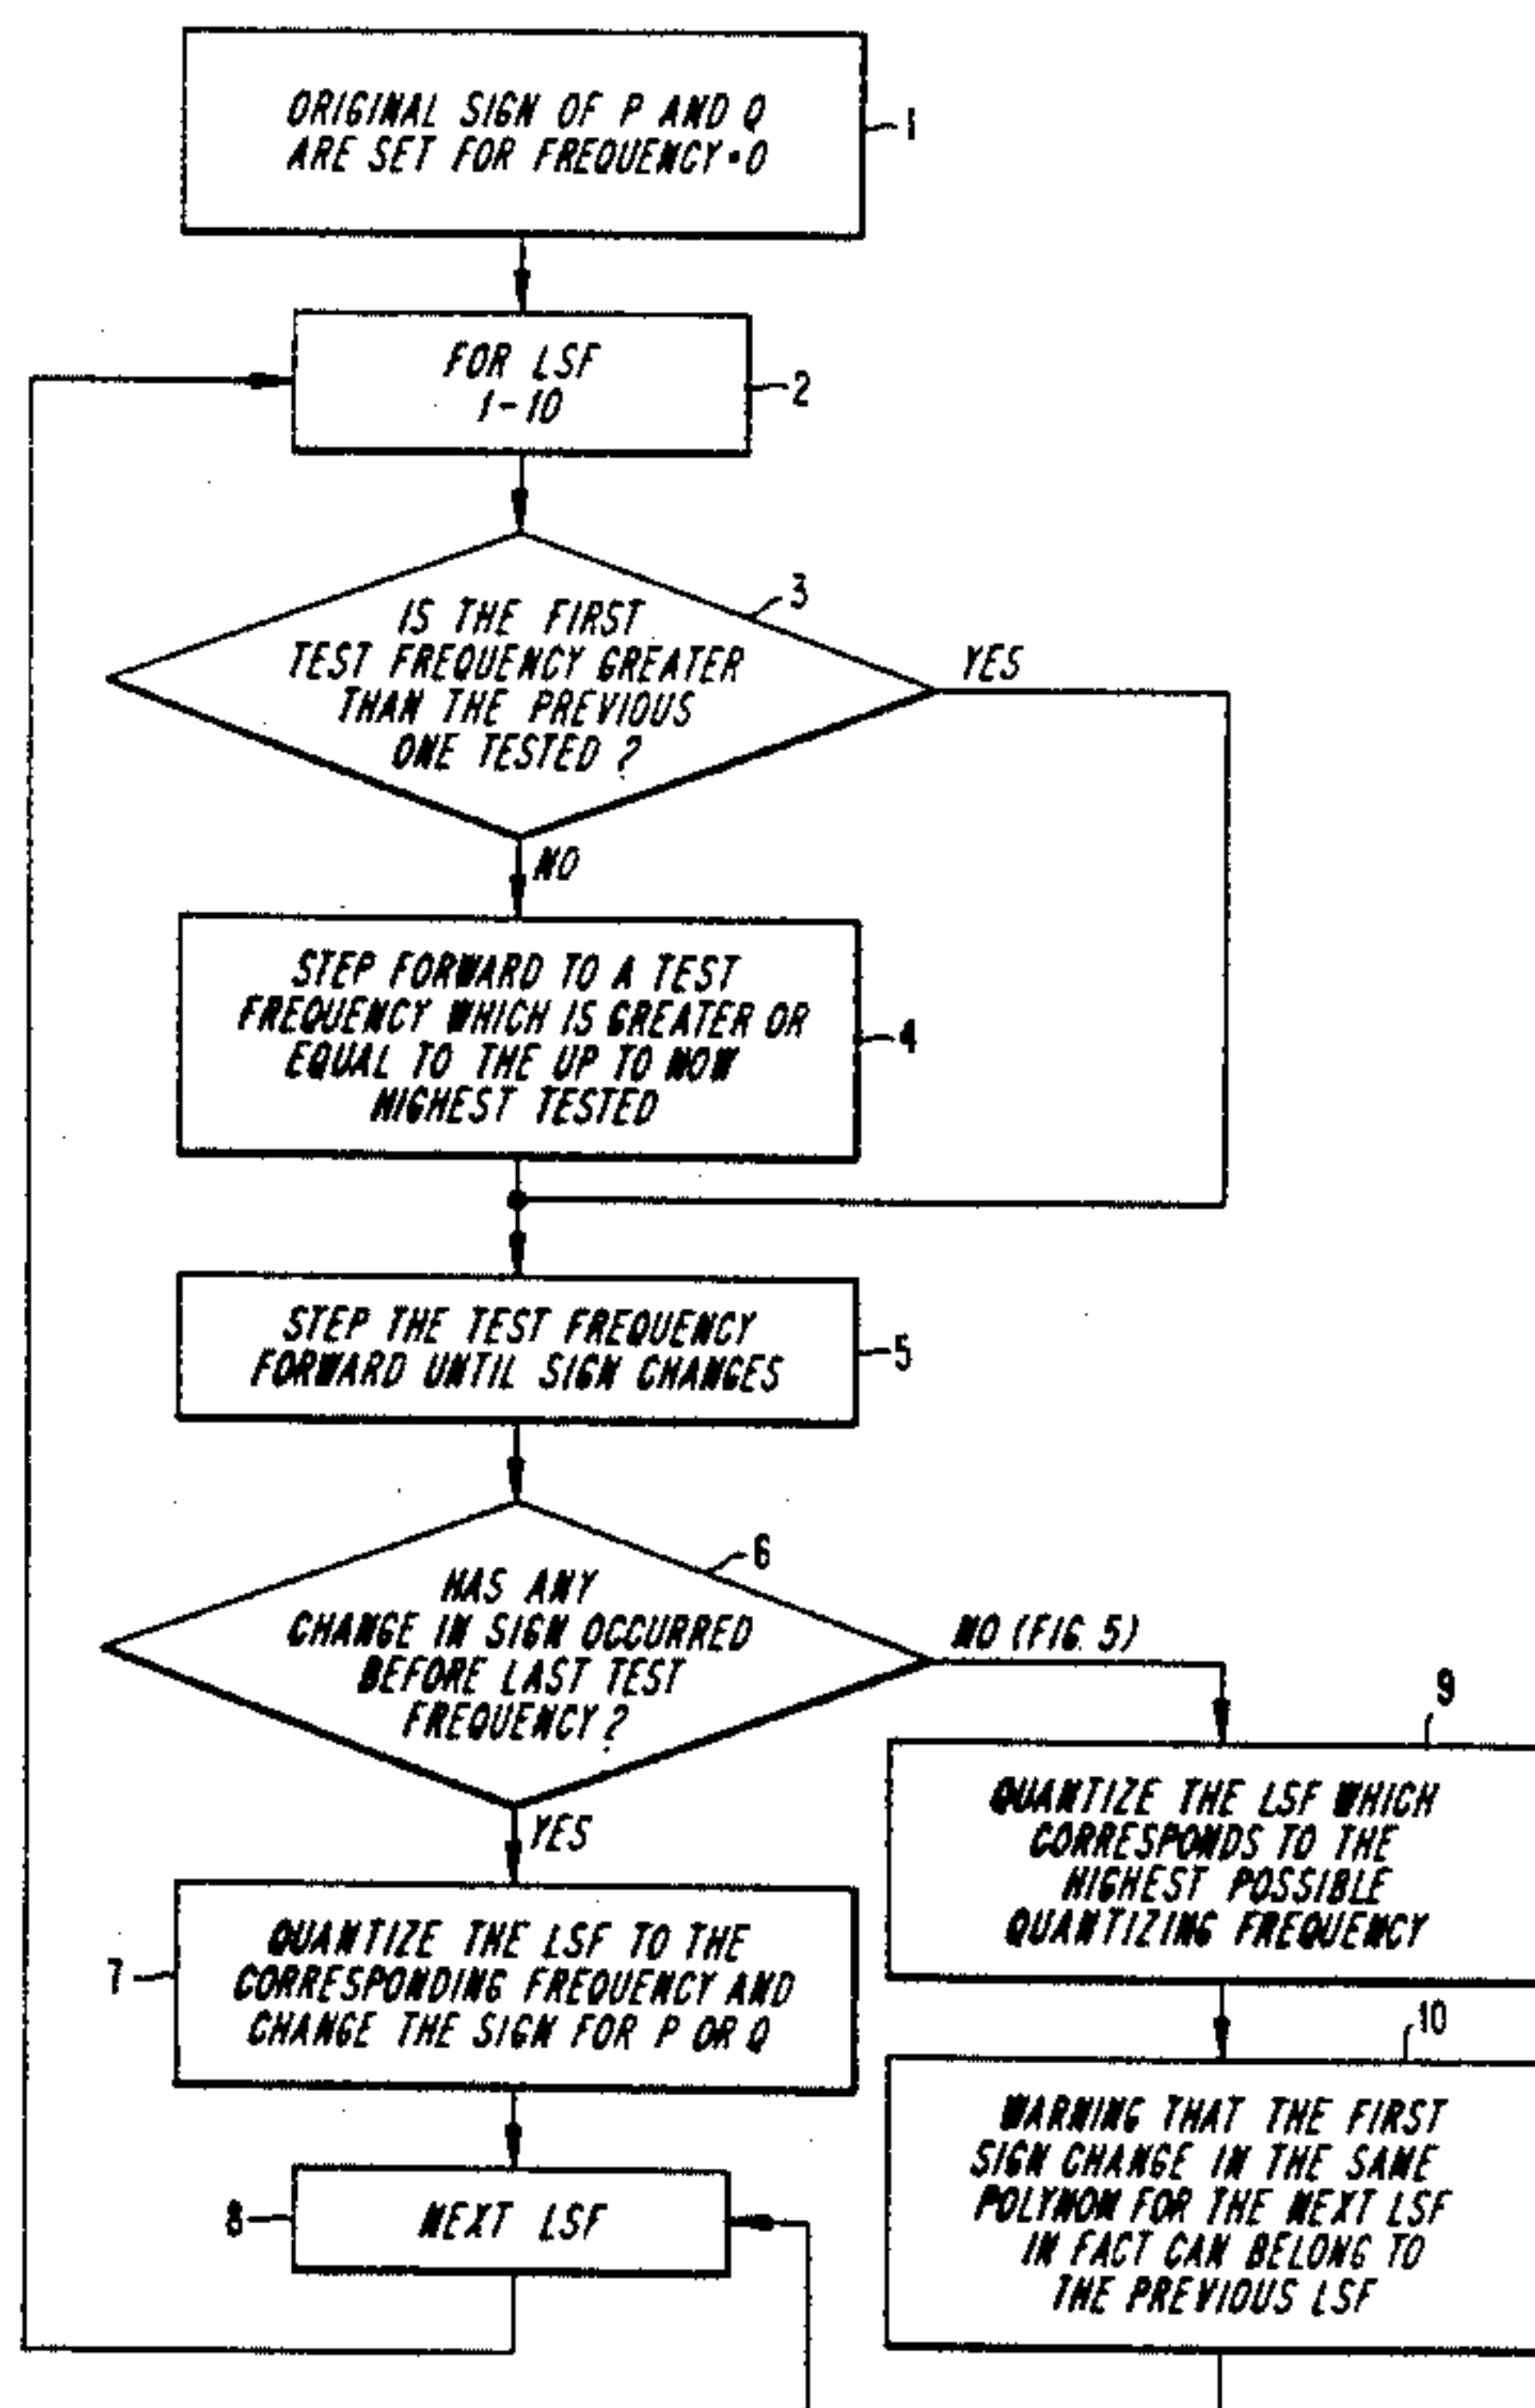 ORIGINAL SIGN OF P AND Q
ARE SET FOR FREQUENCY=0
1
FOR LSF
1-10
2
3
IS THE FIRST
TEST FREQUENCY GREATER
THAN THE PREVIOUS
ONE TESTED ?
YES
NO
STEP FORWARD TO A TEST
FREQUENCY WHICH IS GREATER OR
EQUAL TO THE UP TO NOW
HIGHEST TESTED
4
STEP THE TEST FREQUENCY
FORWARD UNTIL SIGN CHANGES
5
6
HAS ANY
CHANGE IN SIGN OCCURRED
BEFORE LAST TEST
FREQUENCY ?
NO (FIG. 5)
YES
9
QUANTIZE THE LSF WHICH
CORRESPONDS TO THE
HIGHEST POSSIBLE
QUANTIZING FREQUENCY
7
QUANTIZE THE LSF TO THE
CORRESPONDING FREQUENCY AND
CHANGE THE SIGN FOR P OR Q
10
WARNING THAT THE FIRST
SIGN CHANGE IN THE SAME
POLYNOM FOR THE NEXT LSF
IN FACT CAN BELONG TO
THE PREVIOUS LSF
8
NEXT LSF